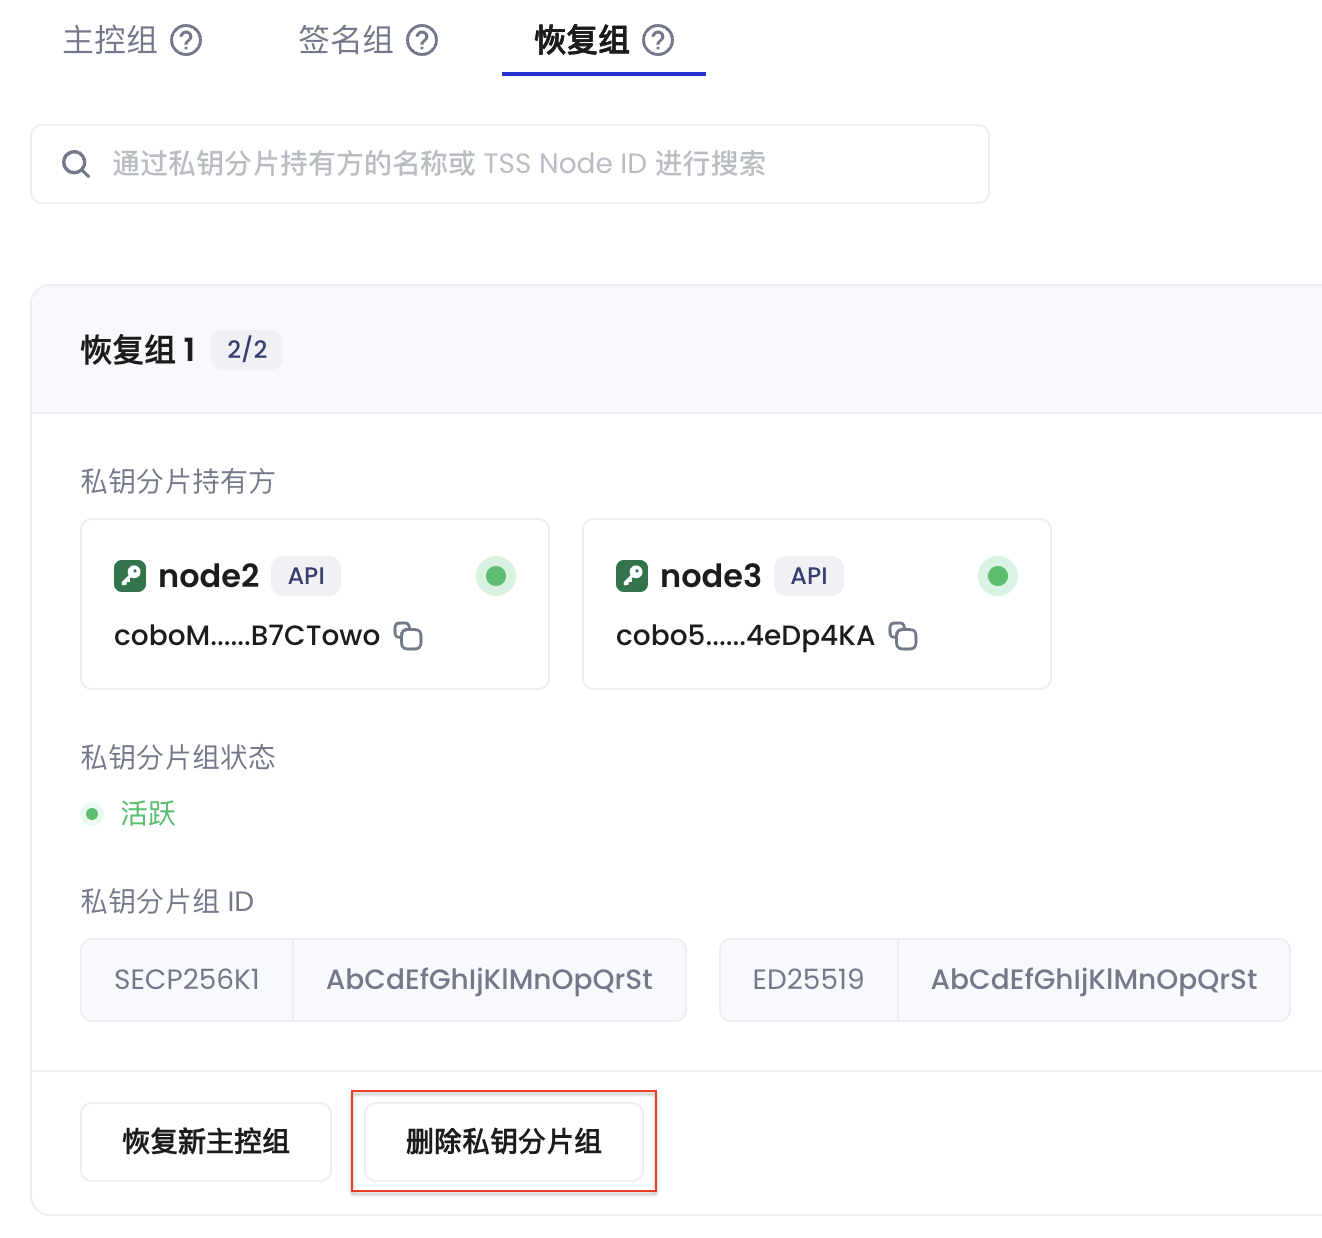 主控组 签名组 恢复组
通过私钥分片持有方的名称或 TSS Node ID 进行搜索
恢复组 1 2/2
私钥分片持有方
node2 API
coboM......B7CTowo
node3 API
cobo5......4eDp4KA
私钥分片组状态
活跃
私钥分片组 ID
SECP256K1 AbCdEfGhIjKlMnOpQrSt ED25519 AbCdEfGhIjKlMnOpQrSt
恢复新主控组 删除私钥分片组